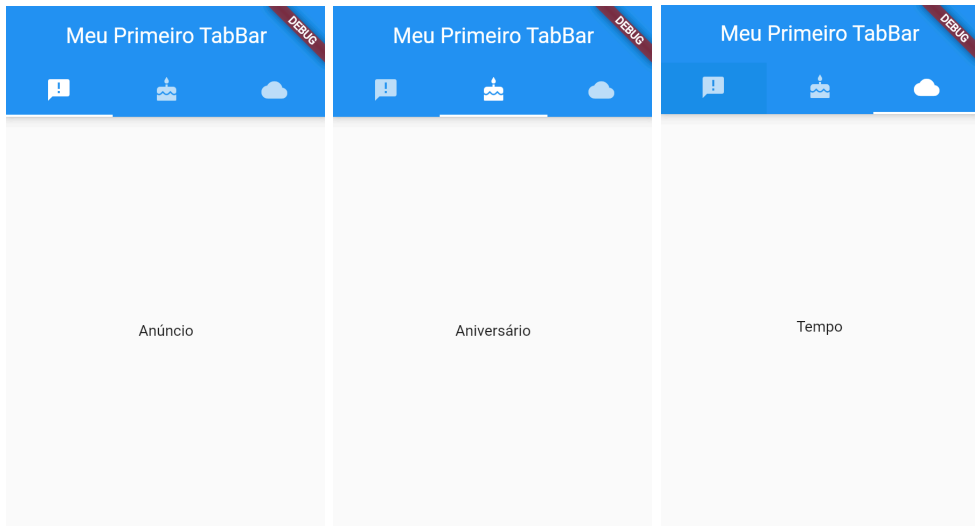 Meu Primeiro TabBar
DEBUG
!
Anúncio
Meu Primeiro TabBar
DEBUG
!
Aniversário
Meu Primeiro TabBar
DEBUG
!
Tempo